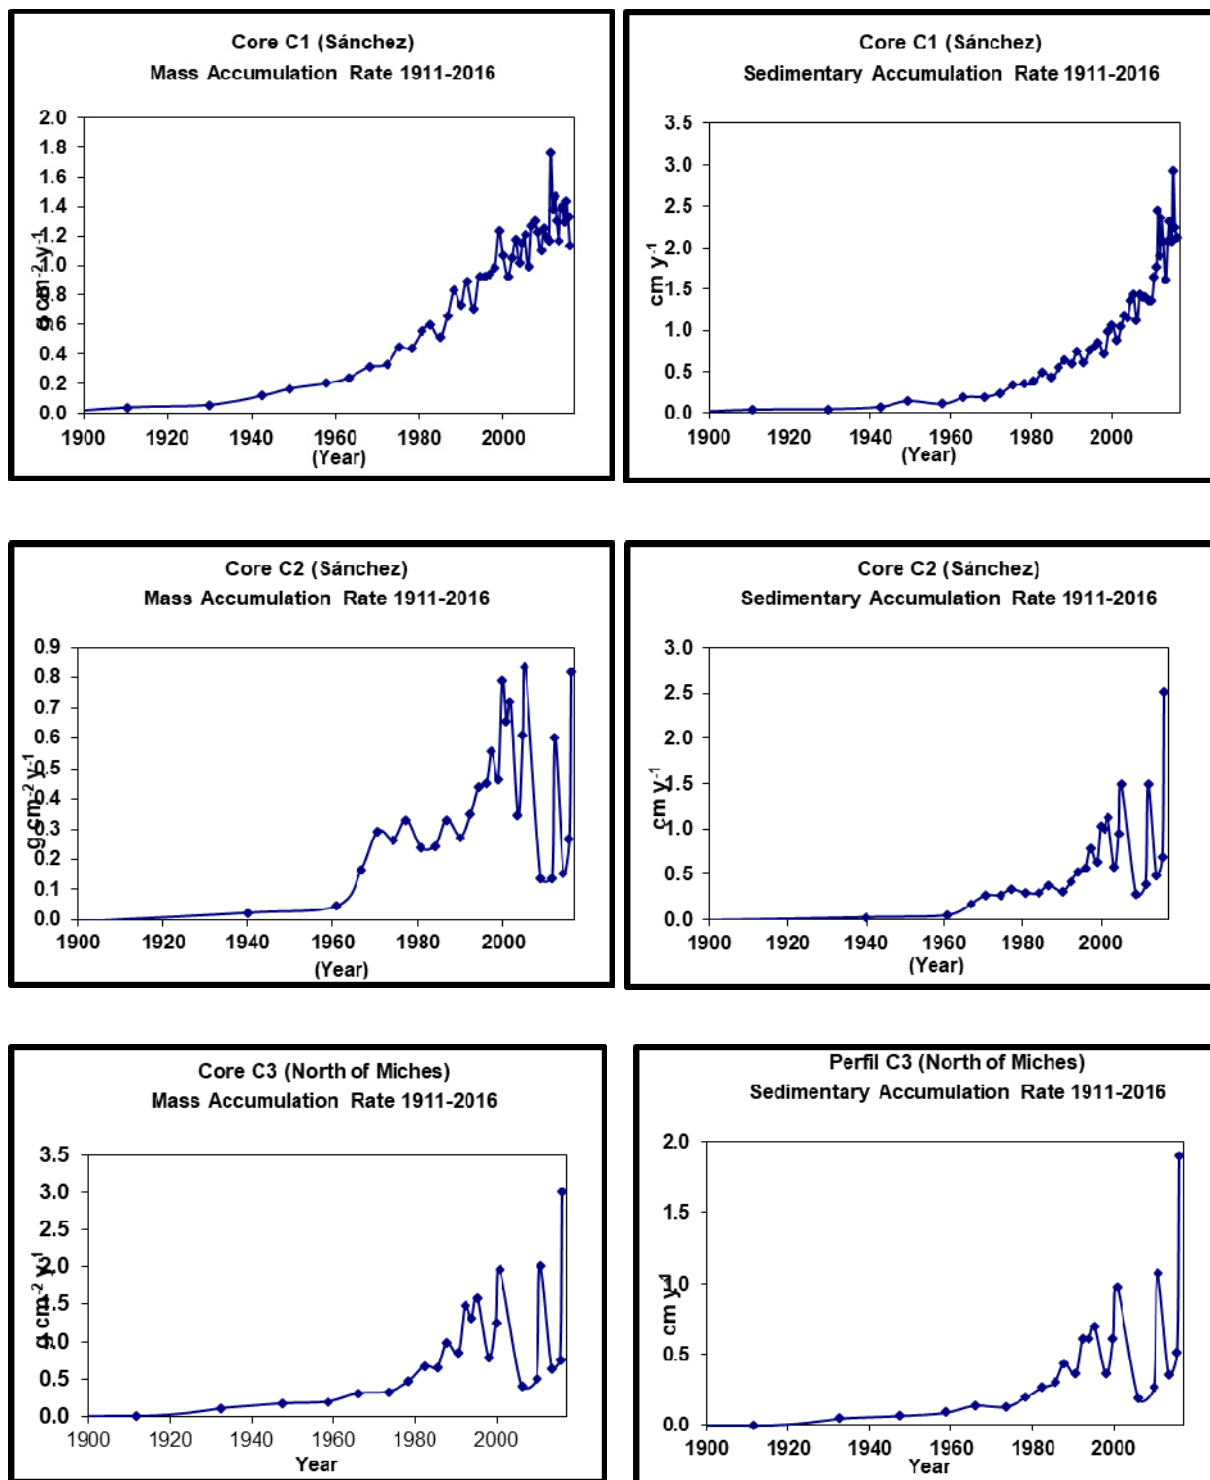 Core C1 (Sánchez)
Mass Accumulation Rate 1911-2016
2.0
1.8
1.6
1.4
1.2
1.0
0.8
0.6
0.4
0.2
0.0
g cm-2 y-1
1900 1920 1940 1960 1980 2000
(Year)
Core C1 (Sánchez)
Sedimentary Accumulation Rate 1911-2016
3.5
3.0
2.5
2.0
1.5
1.0
0.5
0.0
cm y-1
1900 1920 1940 1960 1980 2000
(Year)
Core C2 (Sánchez)
Mass Accumulation Rate 1911-2016
0.9
0.8
0.7
0.6
0.5
0.4
0.3
0.2
0.1
0.0
g cm-2 y-1
1900 1920 1940 1960 1980 2000
(Year)
Core C2 (Sánchez)
Sedimentary Accumulation Rate 1911-2016
3.0
2.5
2.0
1.5
1.0
0.5
0.0
cm y-1
1900 1920 1940 1960 1980 2000
(Year)
Core C3 (North of Miches)
Mass Accumulation Rate 1911-2016
3.5
3.0
2.5
2.0
1.5
1.0
0.5
0.0
g cm-2 y-1
1900 1920 1940 1960 1980 2000
Year
Perfil C3 (North of Miches)
Sedimentary Accumulation Rate 1911-2016
2.0
1.5
1.0
0.5
0.0
cm y-1
1900 1920 1940 1960 1980 2000
Year